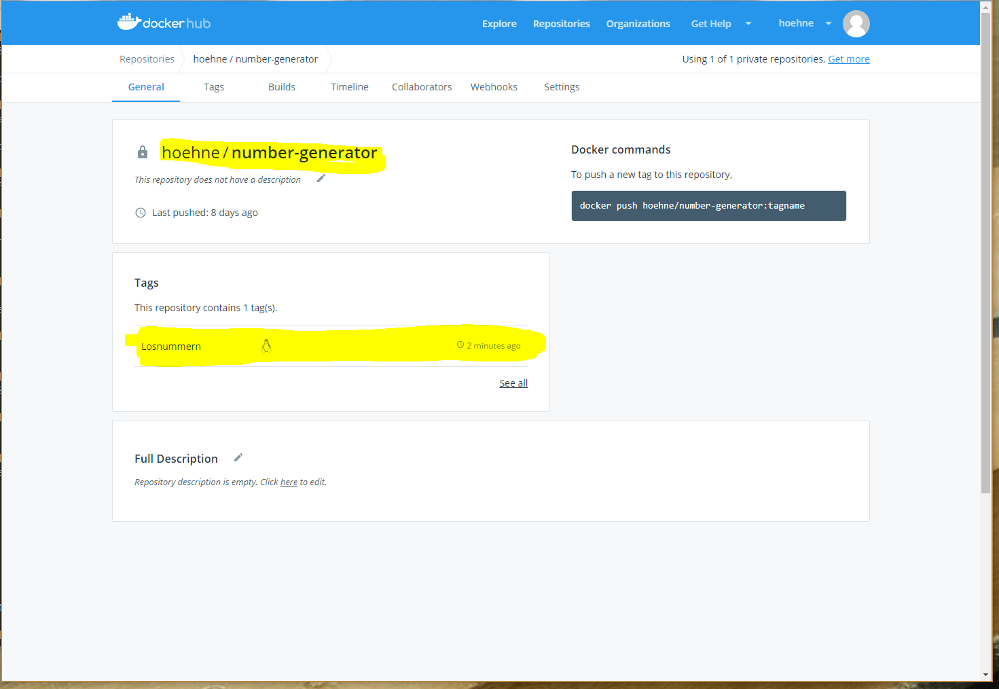 docker hub
Explore Repositories Organizations Get Help hoehne
Repositories hoehne / number-generator Using 1 of 1 private repositories. Get more
General Tags Builds Timeline Collaborators Webhooks Settings
hoehne / number-generator
This repository does not have a description
Last pushed: 8 days ago
Docker commands
To push a new tag to this repository,
docker push hoehne/number-generator:tagname
Tags
This repository contains 1 tag(s).
Losnummern 2 minutes ago
See all
Full Description
Repository description is empty. Click here to edit.